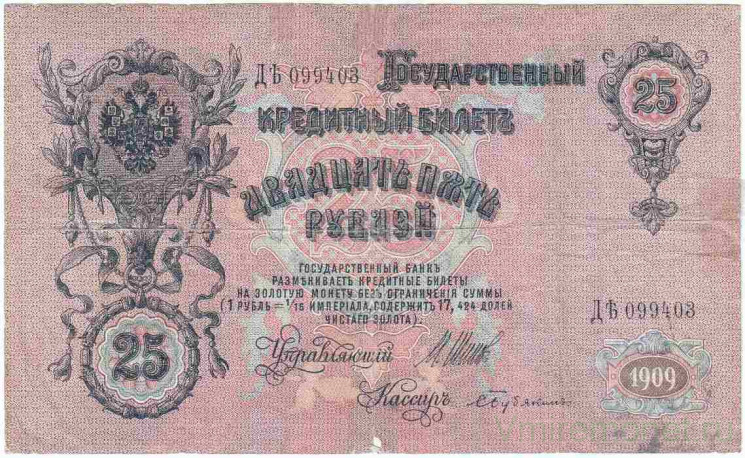 ДѢ 099403
Государственный
25
Кредитный Билетъ
Двадцать пять
рублей
Государственный Банкъ
размѣниваетъ кредитные билеты
на золотую монету безъ ограниченія суммы
(1 рубль = 1/15 имперіала, содержитъ 17,424 долей
чистаго золота).
ДѢ 099403
25
Управляющій
Кассиръ
1909